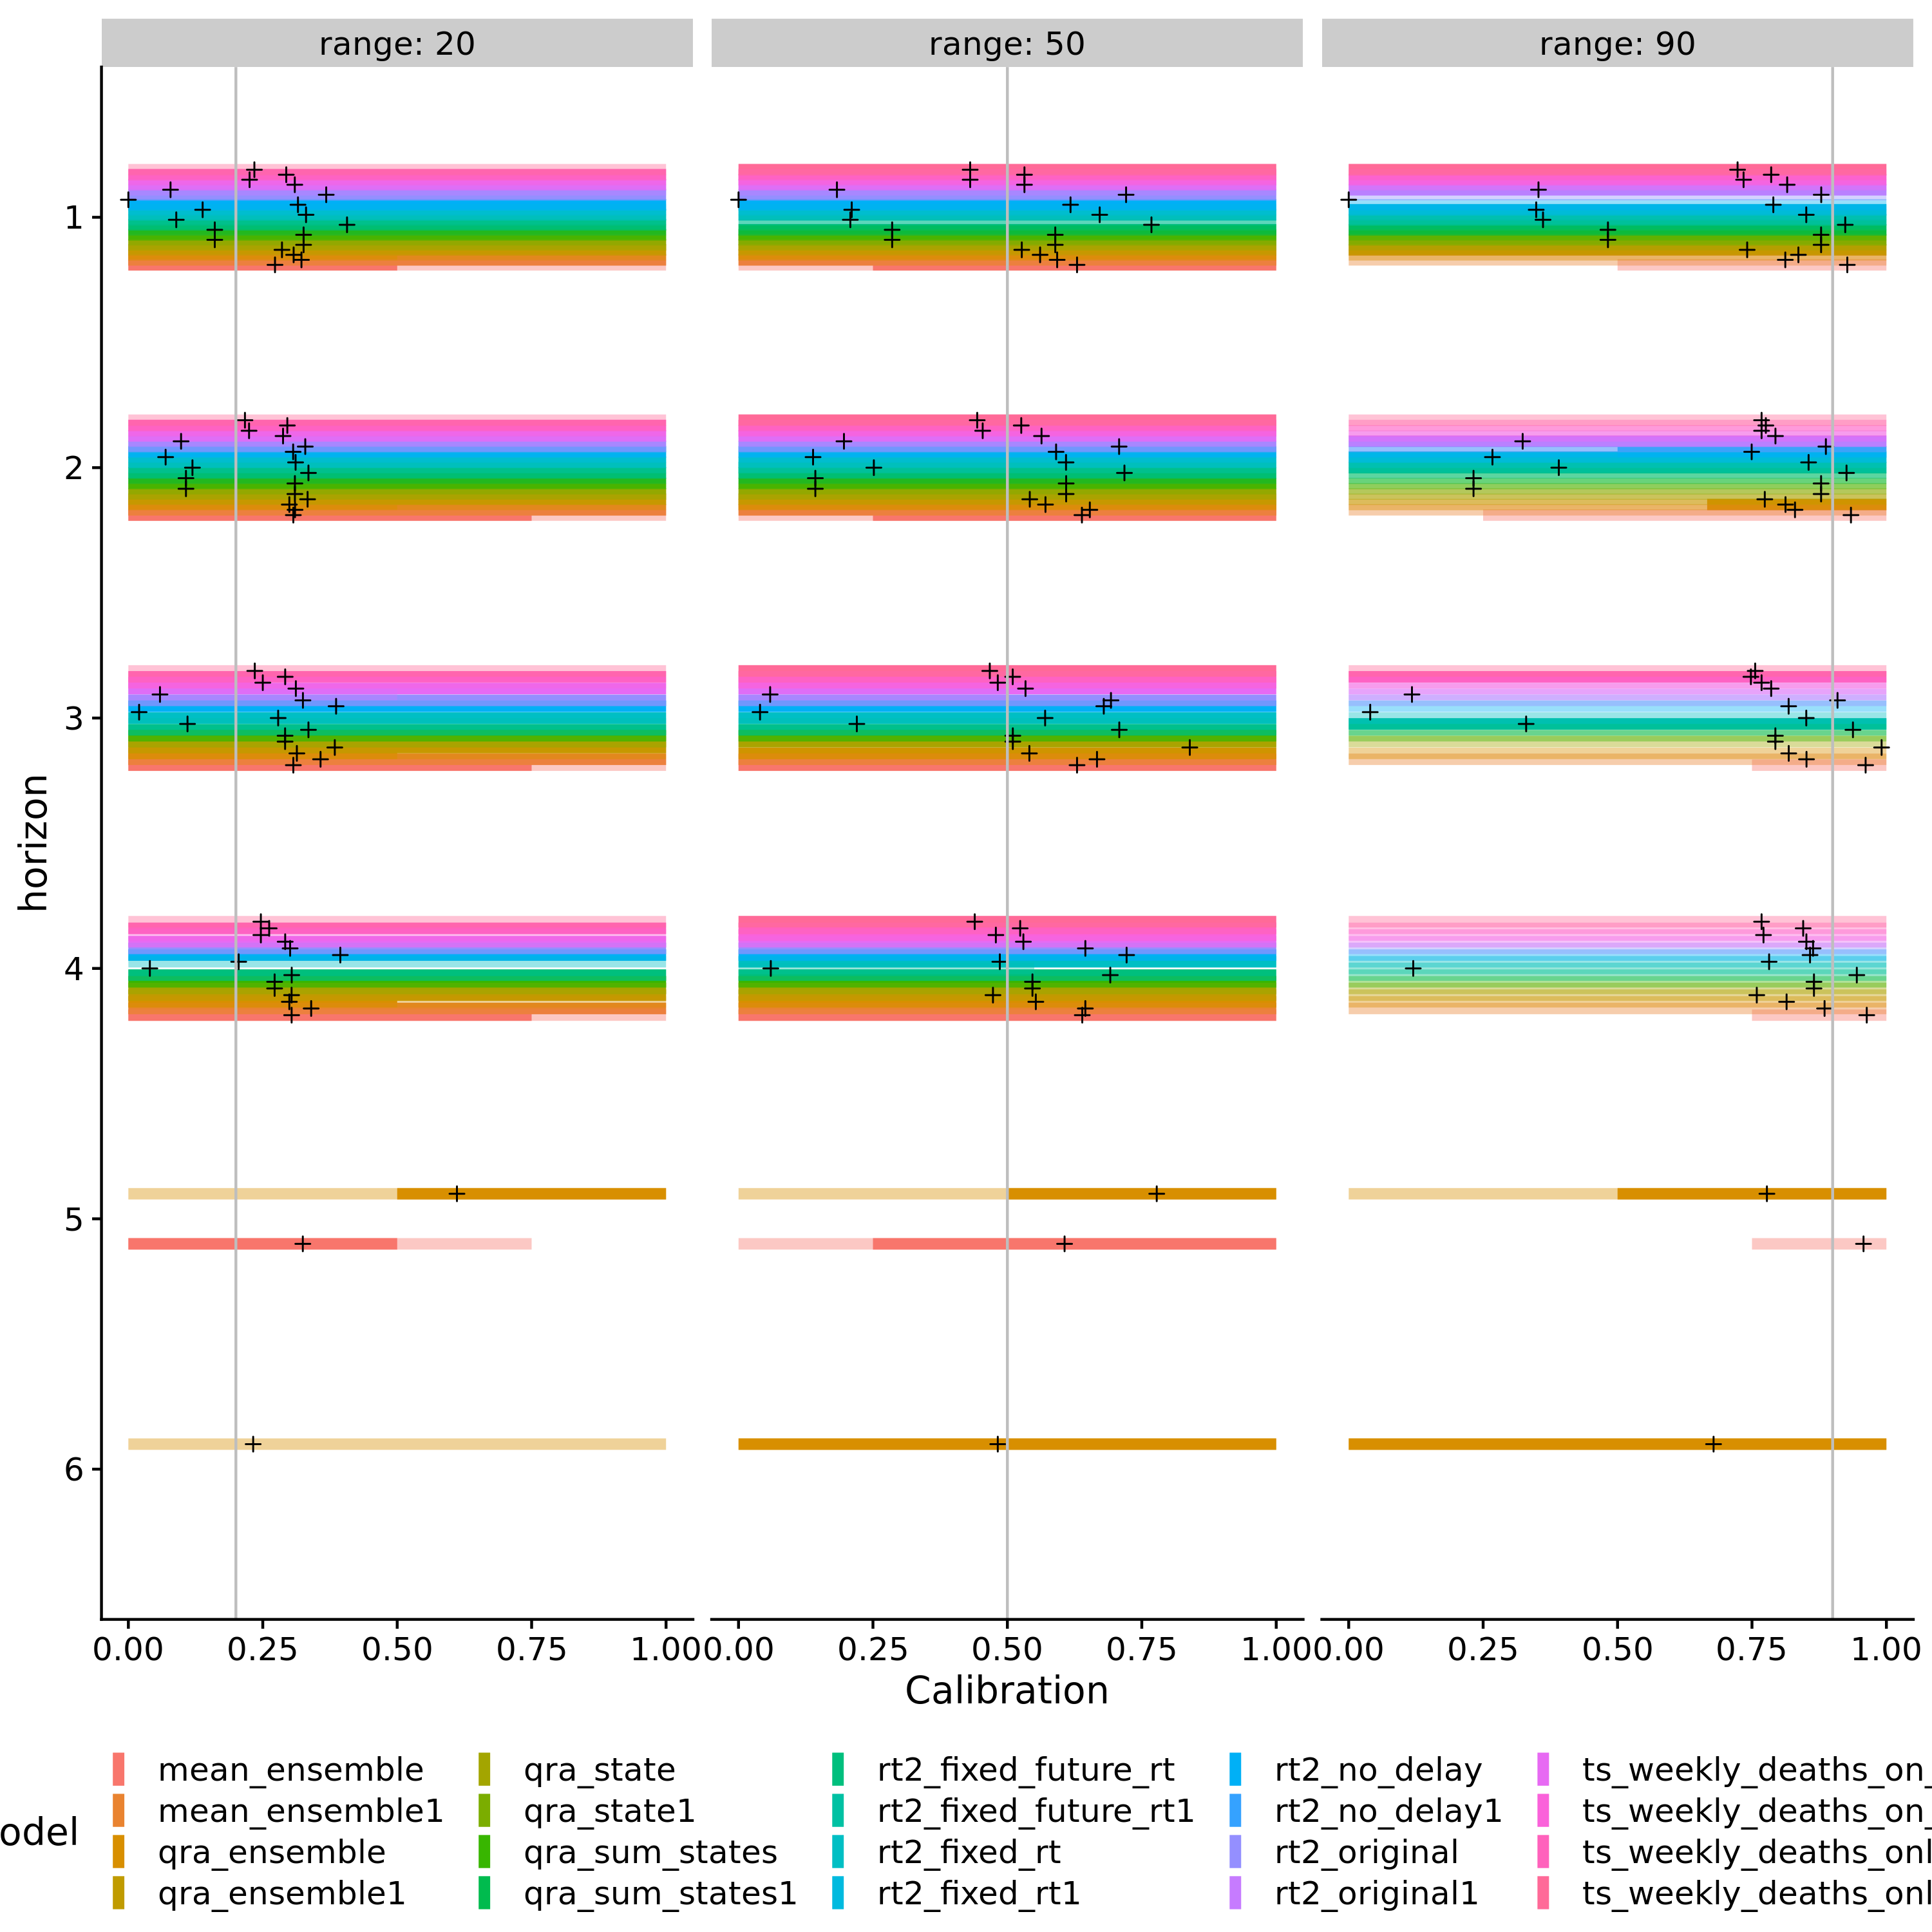 range: 20 range: 50 range: 90
1
2
3
4
5
6
horizon
0.00 0.25 0.50 0.75 1.00 0.00 0.25 0.50 0.75 1.00 0.00 0.25 0.50 0.75 1.00
Calibration
odel
mean_ensemble qra_state rt2_fixed_future_rt rt2_no_delay ts_weekly_deaths_on_
mean_ensemble1 qra_state1 rt2_fixed_future_rt1 rt2_no_delay1 ts_weekly_deaths_on_
qra_ensemble qra_sum_states rt2_fixed_rt rt2_original ts_weekly_deaths_onl
qra_ensemble1 qra_sum_states1 rt2_fixed_rt1 rt2_original1 ts_weekly_deaths_onl